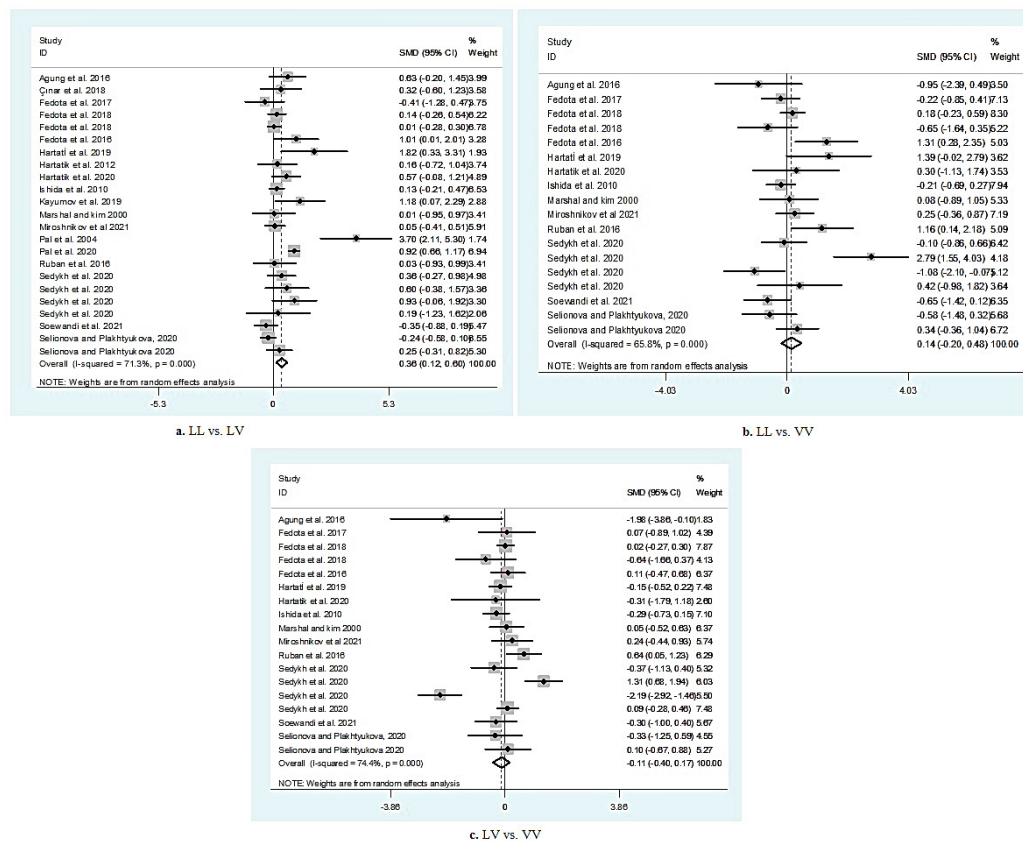 Study
%
ID SMD (95% CI) Weight
Agung et al. 2016 0.63 (-0.20, 1.45) 3.99
Çınar et al. 2018 0.32 (-0.60, 1.23) 3.58
Fedota et al. 2017 -0.41 (-1.28, 0.47) 3.75
Fedota et al. 2018 0.14 (-0.26, 0.54) 6.22
Fedota et al. 2018 0.01 (-0.28, 0.30) 6.78
Fedota et al. 2016 1.01 (0.01, 2.01) 3.28
Hartati et al. 2019 1.82 (0.33, 3.31) 1.93
Hartatik et al. 2012 0.16 (-0.72, 1.04) 3.74
Hartatik et al. 2020 0.57 (-0.08, 1.21) 4.89
Ishida et al. 2010 0.13 (-0.21, 0.47) 6.53
Kayumov et al. 2019 1.18 (0.07, 2.29) 2.88
Marshal and kim 2000 0.01 (-0.95, 0.97) 3.41
Miroshnikov et al 2021 0.05 (-0.41, 0.51) 5.91
Pal et al. 2004 3.70 (2.11, 5.30) 1.74
Pal et al. 2020 0.92 (0.66, 1.17) 6.94
Ruban et al. 2016 0.03 (-0.93, 0.99) 3.41
Sedykh et al. 2020 0.36 (-0.27, 0.98) 4.98
Sedykh et al. 2020 0.60 (-0.38, 1.57) 3.36
Sedykh et al. 2020 0.93 (-0.06, 1.92) 3.30
Sedykh et al. 2020 0.19 (-1.23, 1.62) 2.06
Soewandi et al. 2021 -0.35 (-0.88, 0.19) 5.47
Selionova and Plakhtyukova, 2020 -0.24 (-0.58, 0.10) 6.55
Selionova and Plakhtyukova 2020 0.25 (-0.31, 0.82) 5.30
Overall (I-squared = 71.3%, p = 0.000) 0.36 (0.12, 0.60) 100.00
NOTE: Weights are from random effects analysis
-5.3 0 5.3
a. LL vs. LV
Study
%
ID SMD (95% CI) Weight
Agung et al. 2016 -0.95 (-2.39, 0.49) 3.50
Fedota et al. 2017 -0.22 (-0.85, 0.41) 7.13
Fedota et al. 2018 0.18 (-0.23, 0.59) 8.30
Fedota et al. 2018 -0.65 (-1.64, 0.35) 5.22
Fedota et al. 2016 1.31 (0.28, 2.35) 5.03
Hartati et al. 2019 1.39 (-0.02, 2.79) 3.62
Hartatik et al. 2020 0.30 (-1.13, 1.74) 3.53
Ishida et al. 2010 -0.21 (-0.69, 0.27) 7.94
Marshal and kim 2000 0.08 (-0.89, 1.05) 5.33
Miroshnikov et al 2021 0.25 (-0.36, 0.87) 7.19
Ruban et al. 2016 1.16 (0.14, 2.18) 5.09
Sedykh et al. 2020 -0.10 (-0.86, 0.66) 6.42
Sedykh et al. 2020 2.79 (1.55, 4.03) 4.18
Sedykh et al. 2020 -1.08 (-2.10, -0.07) 5.12
Sedykh et al. 2020 0.42 (-0.98, 1.82) 3.64
Soewandi et al. 2021 -0.65 (-1.42, 0.12) 6.35
Selionova and Plakhtyukova, 2020 -0.58 (-1.48, 0.32) 5.68
Selionova and Plakhtyukova 2020 0.34 (-0.36, 1.04) 6.72
Overall (I-squared = 65.8%, p = 0.000) 0.14 (-0.20, 0.48) 100.00
NOTE: Weights are from random effects analysis
-4.03 0 4.03
b. LL vs. VV
Study
%
ID SMD (95% CI) Weight
Agung et al. 2016 -1.98 (-3.86, -0.10) 1.83
Fedota et al. 2017 0.07 (-0.89, 1.02) 4.39
Fedota et al. 2018 0.02 (-0.27, 0.30) 7.87
Fedota et al. 2018 -0.64 (-1.66, 0.37) 4.13
Fedota et al. 2016 0.11 (-0.47, 0.68) 6.37
Hartati et al. 2019 -0.15 (-0.52, 0.22) 7.48
Hartatik et al. 2020 -0.31 (-1.79, 1.18) 2.60
Ishida et al. 2010 -0.29 (-0.73, 0.15) 7.10
Marshal and kim 2000 0.05 (-0.52, 0.63) 6.37
Miroshnikov et al 2021 0.24 (-0.44, 0.93) 5.74
Ruban et al. 2016 0.64 (0.05, 1.23) 6.29
Sedykh et al. 2020 -0.37 (-1.13, 0.40) 5.32
Sedykh et al. 2020 1.31 (0.68, 1.94) 6.03
Sedykh et al. 2020 -2.19 (-2.92, -1.46) 5.50
Sedykh et al. 2020 0.09 (-0.28, 0.46) 7.48
Soewandi et al. 2021 -0.30 (-1.00, 0.40) 5.67
Selionova and Plakhtyukova, 2020 -0.33 (-1.25, 0.59) 4.55
Selionova and Plakhtyukova 2020 0.10 (-0.67, 0.88) 5.27
Overall (I-squared = 74.4%, p = 0.000) -0.11 (-0.40, 0.17) 100.00
NOTE: Weights are from random effects analysis
-3.86 0 3.86
c. LV vs. VV